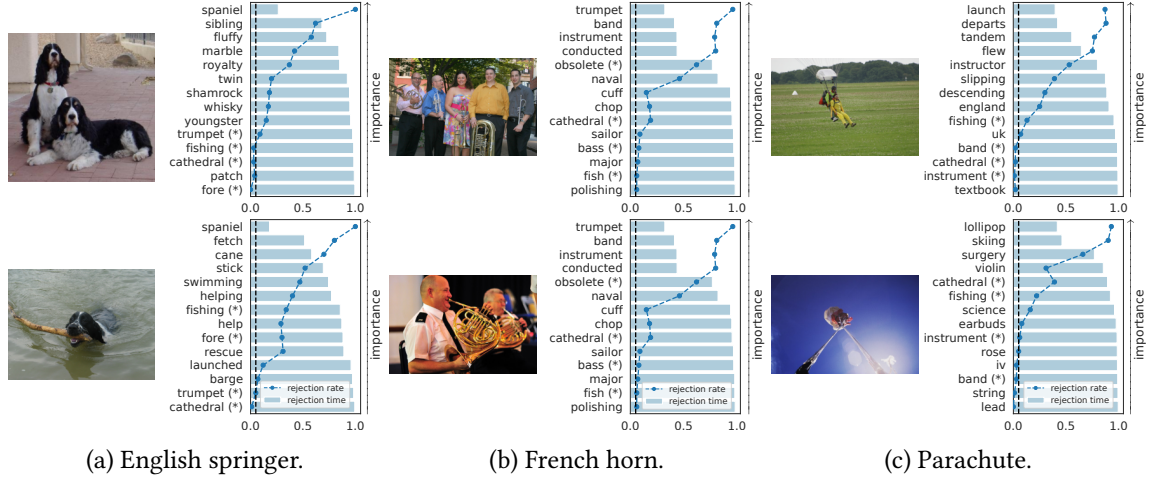 spaniel
sibling
fluffy
marble
royalty
twin
shamrock
whisky
youngster
trumpet (*)
fishing (*)
cathedral (*)
patch
fore (*)
0.0 0.5 1.0
importance
trumpet
band
instrument
conducted
obsolete (*)
naval
cuff
chop
cathedral (*)
sailor
bass (*)
major
fish (*)
polishing
0.0 0.5 1.0
importance
launch
departs
tandem
flew
instructor
slipping
descending
england
fishing (*)
uk
band (*)
cathedral (*)
instrument (*)
textbook
0.0 0.5 1.0
importance
spaniel
fetch
cane
stick
swimming
helping
fishing (*)
help
fore (*)
rescue
launched
barge
trumpet (*)
cathedral (*)
rejection rate
rejection time
0.0 0.5 1.0
importance
trumpet
band
instrument
conducted
obsolete (*)
naval
cuff
chop
cathedral (*)
sailor
bass (*)
major
fish (*)
polishing
rejection rate
rejection time
0.0 0.5 1.0
importance
lollipop
skiing
surgery
violin
cathedral (*)
fishing (*)
science
earbuds
instrument (*)
rose
iv
band (*)
string
lead
rejection rate
rejection time
0.0 0.5 1.0
importance
(a) English springer.
(b) French horn.
(c) Parachute.